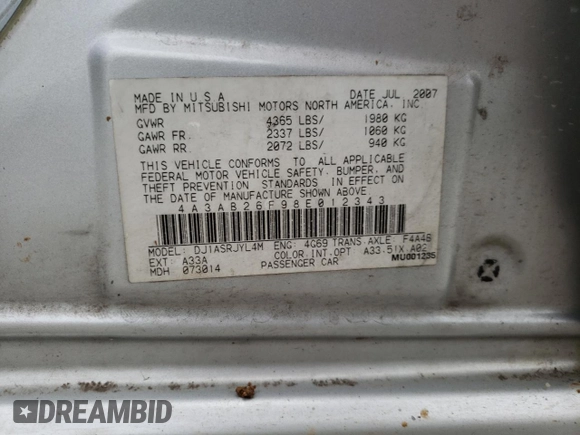 MADE IN U S A DATE JUL 2007
MFD BY MITSUBISHI MOTORS NORTH AMERICA, INC.
GVWR 4365 LBS/ 1980 KG
GAWR FR. 2337 LBS/ 1060 KG
GAWR RR. 2072 LBS/ 940 KG
THIS VEHICLE CONFORMS TO ALL APPLICABLE
FEDERAL MOTOR VEHICLE SAFETY, BUMPER, AND
THEFT PREVENTION STANDARDS IN EFFECT ON
THE DATE OF MANUFACTURE SHOWN ABOVE
4A3AB26F98E012343
MODEL: DJ1ASRJYL4M ENG: 4G69 TRANS.AXLE F4A4B
EXT: A33A COLOR.INT.OPT A33-51X A02
MDH 073014 PASSENGER CAR MU001235
DREAMBID